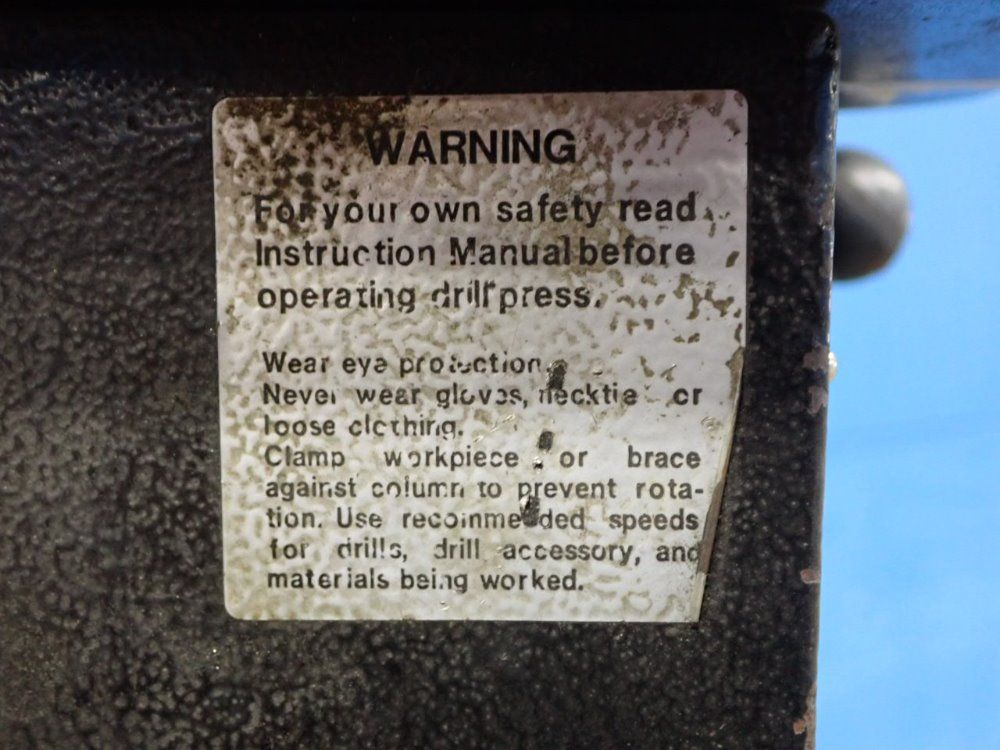 WARNING
For your own safety read
Instruction Manual before
operating drill press.
Wear eye protection.
Never wear gloves, necktie or
loose clothing.
Clamp workpiece or brace
against column to prevent rota-
tion. Use recommended speeds
for drills, drill accessory, and
materials being worked.